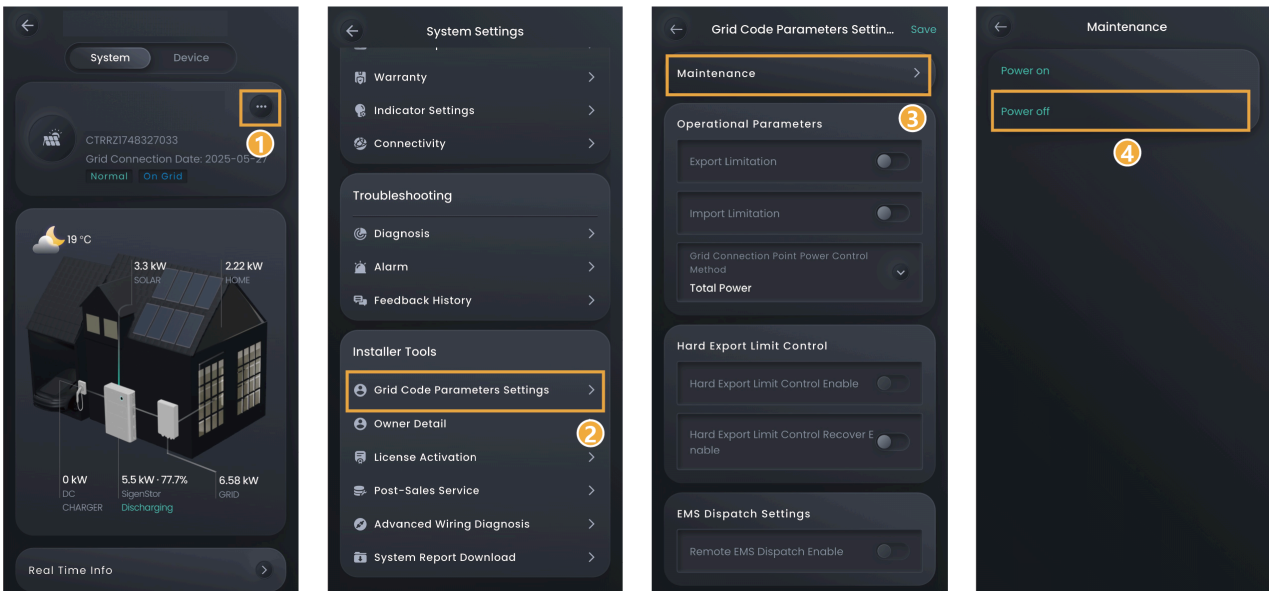 System
Device
...
CTRRZ1748327033
Grid Connection Date: 2025-05-27
Normal On Grid
1
19 °C
3.3 kW
SOLAR
2.22 kW
HOME
0 kW
DC
CHARGER
5.5 kW · 77.7%
SigenStor
Discharging
6.58 kW
GRID
Real Time Info
System Settings
Warranty
Indicator Settings
Connectivity
Troubleshooting
Diagnosis
Alarm
Feedback History
Installer Tools
Grid Code Parameters Settings
Owner Detail
2
License Activation
Post-Sales Service
Advanced Wiring Diagnosis
System Report Download
Grid Code Parameters Settin... Save
Maintenance
3
Operational Parameters
Export Limitation
Import Limitation
Grid Connection Point Power Control
Method
Total Power
Hard Export Limit Control
Hard Export Limit Control Enable
Hard Export Limit Control Recover E
nable
EMS Dispatch Settings
Remote EMS Dispatch Enable
Maintenance
Power on
Power off
4